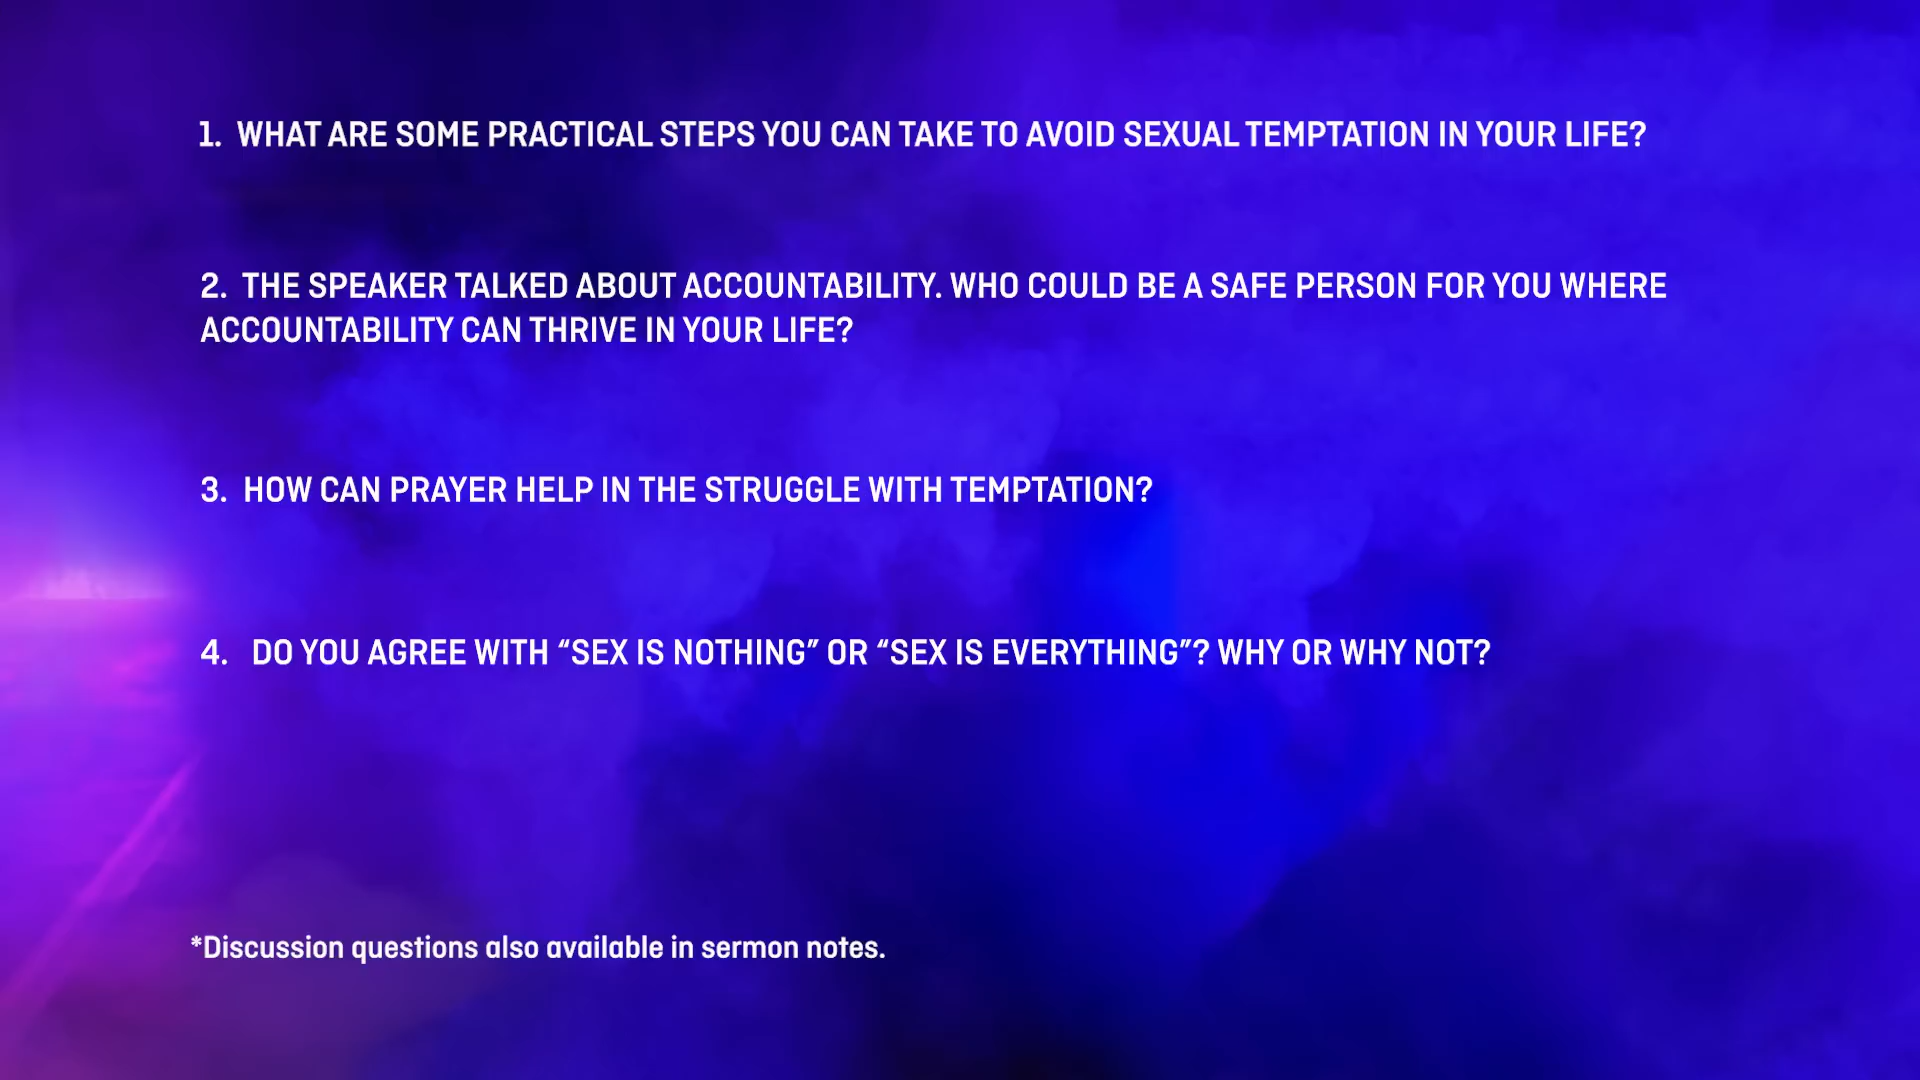 1. WHAT ARE SOME PRACTICAL STEPS YOU CAN TAKE TO AVOID SEXUAL TEMPTATION IN YOUR LIFE?
2. THE SPEAKER TALKED ABOUT ACCOUNTABILITY. WHO COULD BE A SAFE PERSON FOR YOU WHERE
ACCOUNTABILITY CAN THRIVE IN YOUR LIFE?
3. HOW CAN PRAYER HELP IN THE STRUGGLE WITH TEMPTATION?
4. DO YOU AGREE WITH “SEX IS NOTHING” OR “SEX IS EVERYTHING”? WHY OR WHY NOT?
*Discussion questions also available in sermon notes.